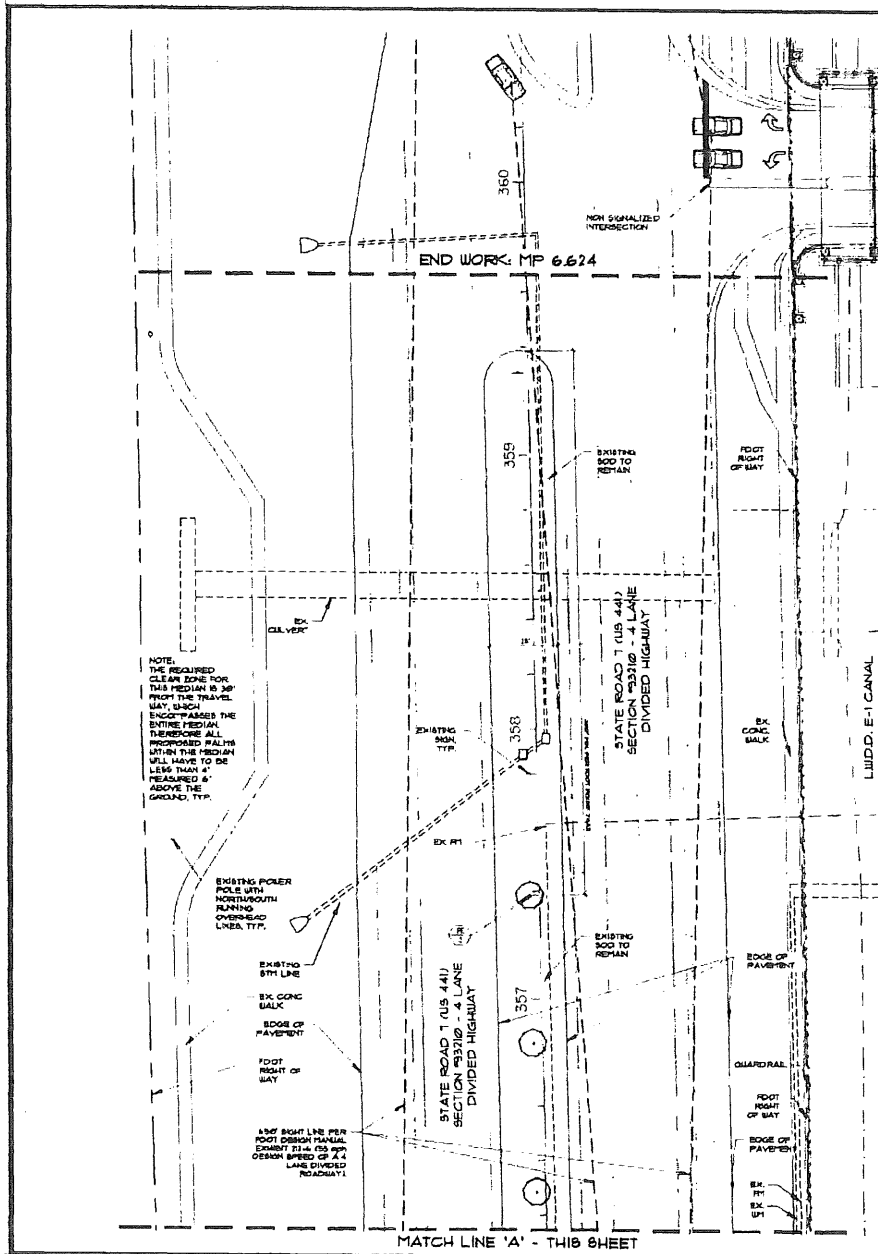 360
NON SIGNALIZED
INTERSECTION
END WORK: MP 6.624
359
EXISTING
SOD TO
REMAIN
FDOT
RIGHT
OF WAY
EX.
CULVERT
NOTE:
THE REQUIRED
CLEAR ZONE FOR
THIS MEDIAN IS 30'
FROM THE TRAVEL
WAY, WHICH
ENCOMPASSES THE
ENTIRE MEDIAN.
THEREFORE ALL
PROPOSED PALMS
WITHIN THE MEDIAN
WILL HAVE TO BE
LESS THAN 4"
MEASURED 6"
ABOVE THE
GROUND, TYP.
STATE ROAD 7 (US 441)
SECTION #93210 - 4 LANE
DIVIDED HIGHWAY
L.W.D.D. E-1 CANAL
EXISTING
SIGN,
TYP.
358
EX.
CONC.
WALK
EX FM
EXISTING POWER
POLE WITH
NORTH/SOUTH
RUNNING
OVERHEAD
LINES, TYP.
EXISTING
STM LINE
EX. CONC
WALK
EDGE OF
PAVEMENT
FDOT
RIGHT OF
WAY
STATE ROAD 7 (US 441)
SECTION #93210 - 4 LANE
DIVIDED HIGHWAY
357
EXISTING
SOD TO
REMAIN
EDGE OF
PAVEMENT
GUARDRAIL
FDOT
RIGHT
OF WAY
EDGE OF
PAVEMENT
EX.
FM
EX.
WM
SIGHT LINE PER
FDOT DESIGN MANUAL
EXHIBIT
DESIGN SPEED OF A 4
LANE DIVIDED
ROADWAY).
MATCH LINE 'A' - THIS SHEET